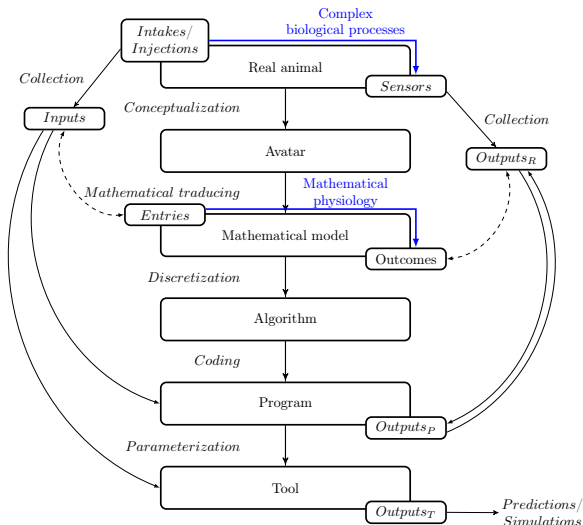 Complex
biological processes
Intakes/
Injections
Real animal
Sensors
Collection
Conceptualization
Inputs
Collection
Avatar
Outputs_R
Mathematical traducing
Mathematical
physiology
Entries
Mathematical model
Outcomes
Discretization
Algorithm
Coding
Program
Outputs_P
Parameterization
Tool
Outputs_T
Predictions/
Simulations